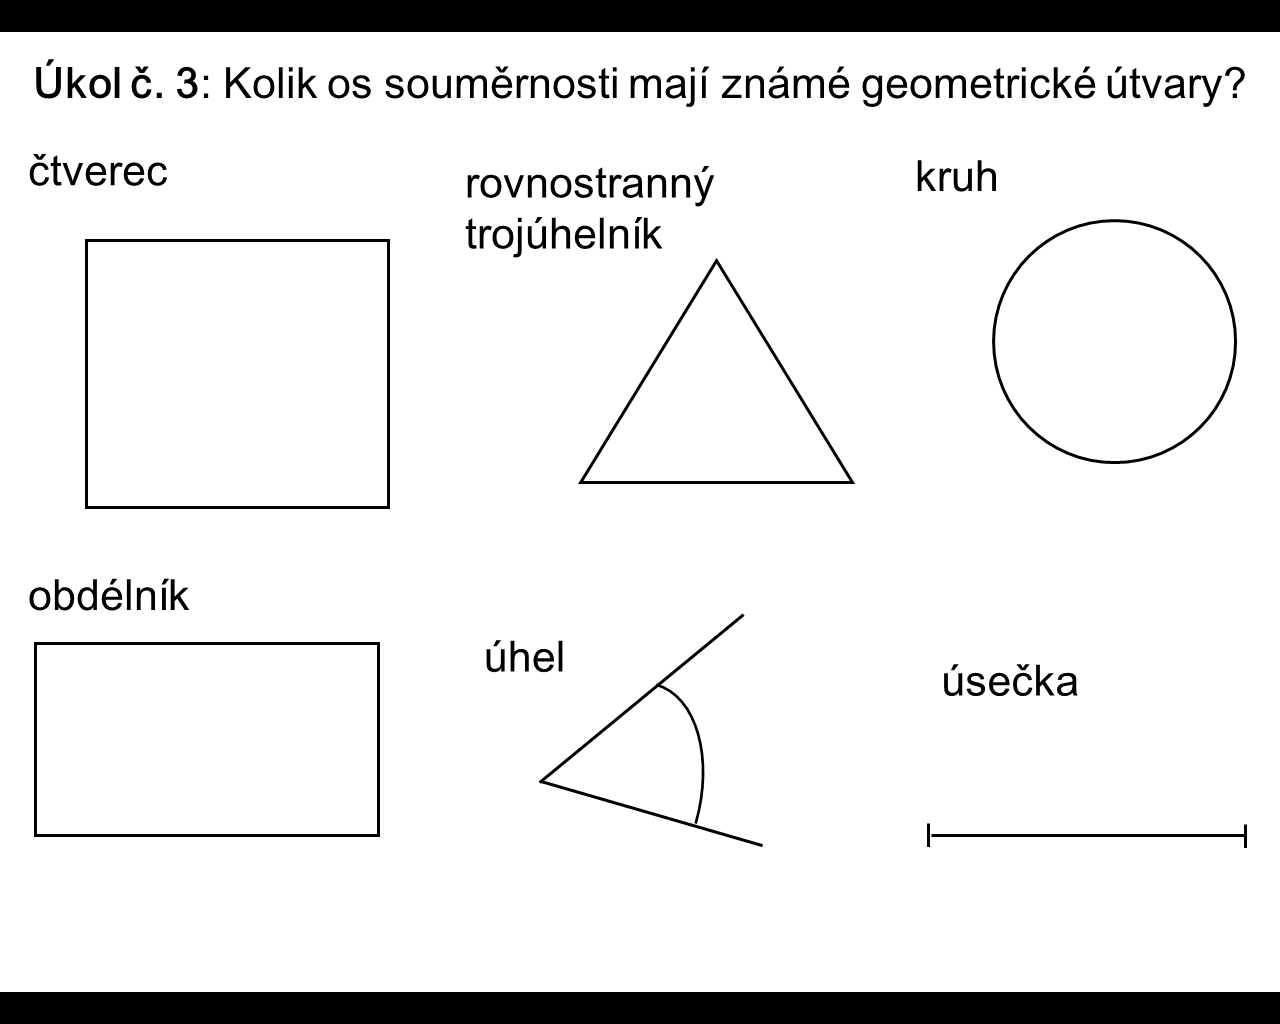 Úkol č. 3: Kolik os souměrnosti mají známé geometrické útvary?
čtverec
rovnostranný
trojúhelník
kruh
obdélník
úhel
úsečka